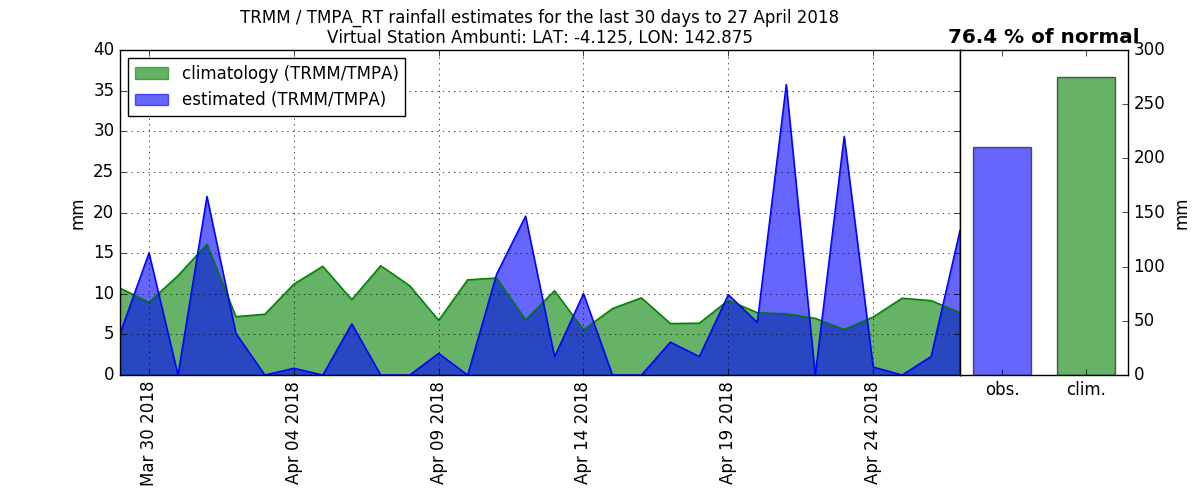 TRMM / TMPA_RT rainfall estimates for the last 30 days to 27 April 2018
Virtual Station Ambunti: LAT: -4.125, LON: 142.875
76.4 % of normal
climatology (TRMM/TMPA)
estimated (TRMM/TMPA)
mm
40
35
30
25
20
15
10
5
0
Mar 30 2018
Apr 04 2018
Apr 09 2018
Apr 14 2018
Apr 19 2018
Apr 24 2018
obs.
clim.
300
250
200
150
100
50
0
mm